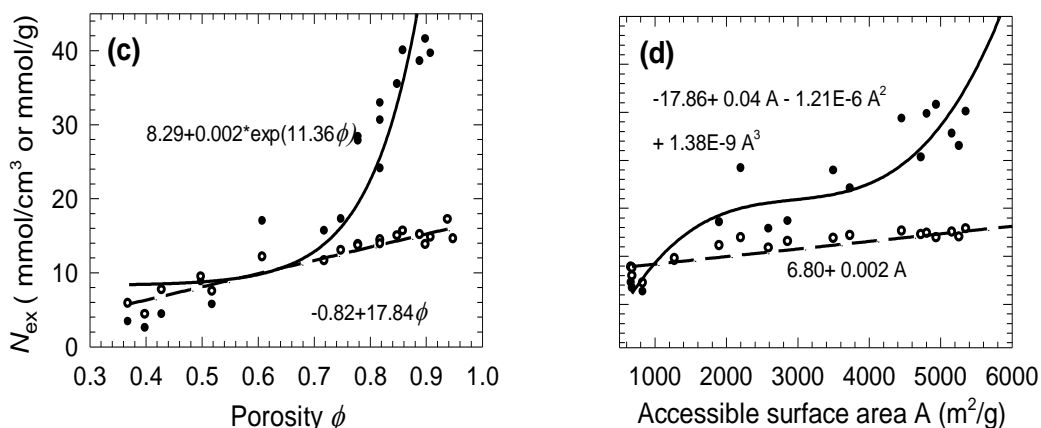 (c)
8.29+0.002*exp(11.36ϕ)
-0.82+17.84ϕ
40
30
20
10
0
0.3 0.4 0.5 0.6 0.7 0.8 0.9 1.0
Porosity ϕ
N_ex ( mmol/cm³ or mmol/g)
(d)
-17.86+ 0.04 A - 1.21E-6 A²
+ 1.38E-9 A³
6.80+ 0.002 A
1000 2000 3000 4000 5000 6000
Accessible surface area A (m²/g)